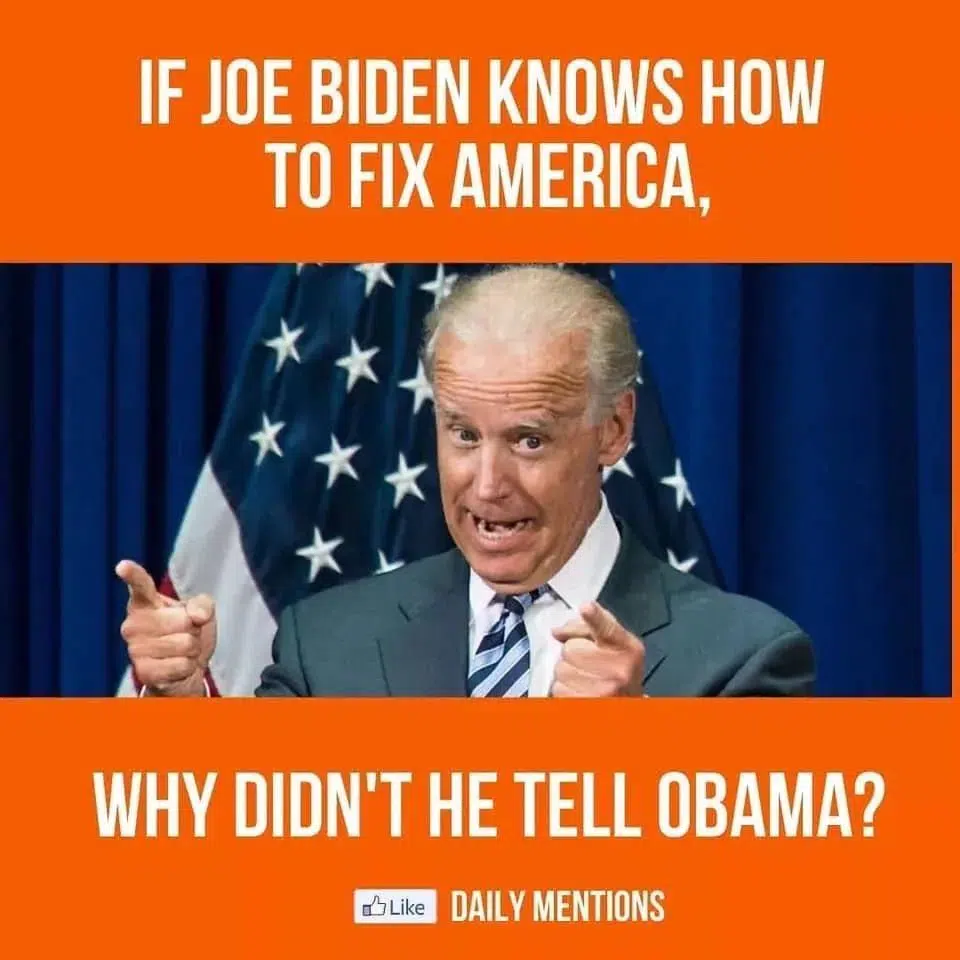 IF JOE BIDEN KNOWS HOW
TO FIX AMERICA,
WHY DIDN'T HE TELL OBAMA?
Like DAILY MENTIONS